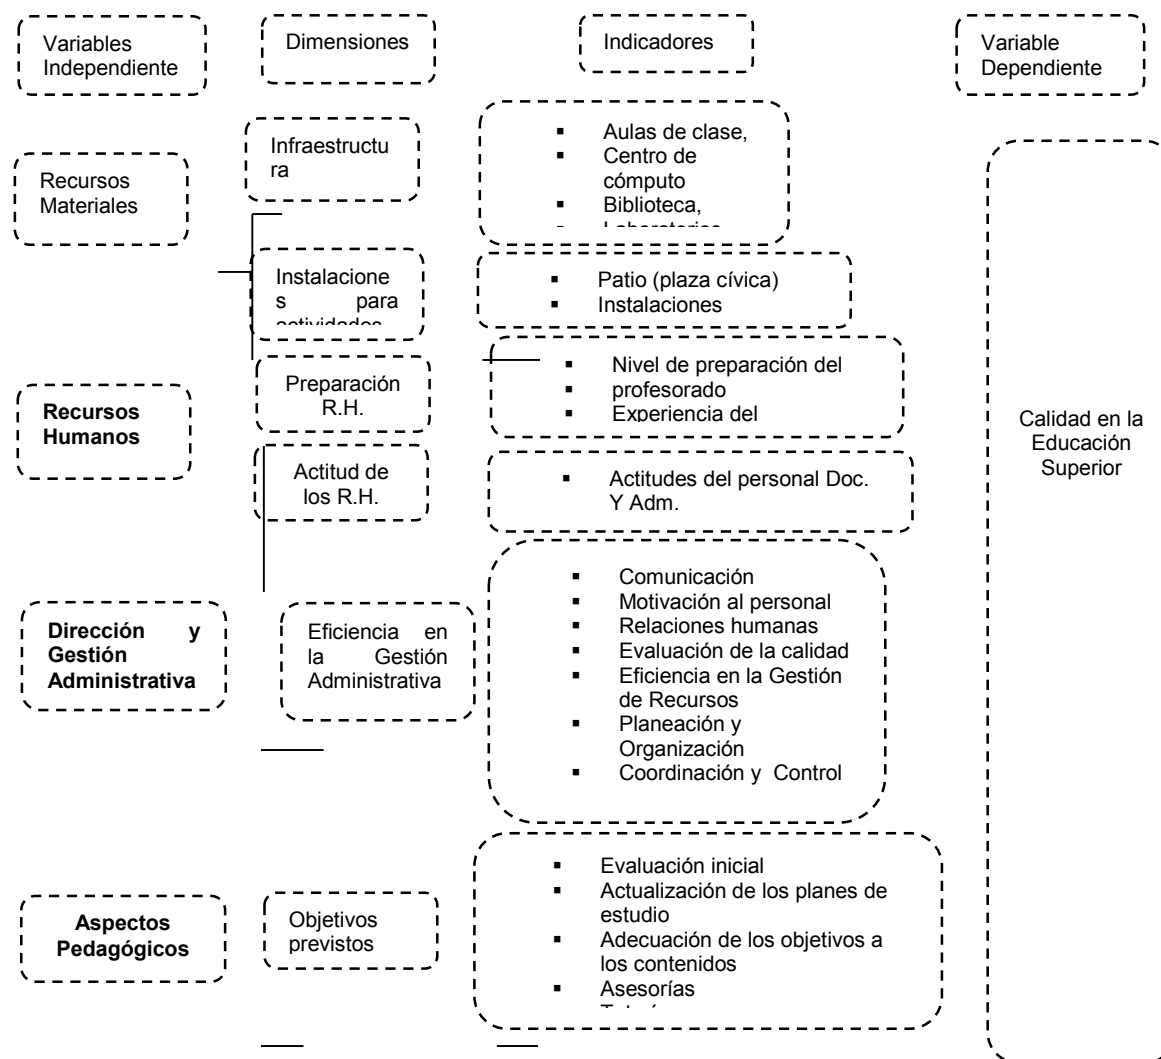 Variables
Independiente
Dimensiones
Indicadores
Variable
Dependiente
Recursos
Materiales
Infraestructu
ra
▪ Aulas de clase,
▪ Centro de
cómputo
▪ Biblioteca,
Instalacione
s para
actividades
▪ Patio (plaza cívica)
▪ Instalaciones
Recursos
Humanos
Preparación
R.H.
▪ Nivel de preparación del
▪ profesorado
▪ Experiencia del
Actitud de
los R.H.
▪ Actitudes del personal Doc.
Y Adm.
Dirección y
Gestión
Administrativa
Eficiencia en
la Gestión
Administrativa
▪ Comunicación
▪ Motivación al personal
▪ Relaciones humanas
▪ Evaluación de la calidad
▪ Eficiencia en la Gestión
de Recursos
▪ Planeación y
Organización
▪ Coordinación y Control
Aspectos
Pedagógicos
Objetivos
previstos
▪ Evaluación inicial
▪ Actualización de los planes de
estudio
▪ Adecuación de los objetivos a
los contenidos
▪ Asesorías
Calidad en la
Educación
Superior